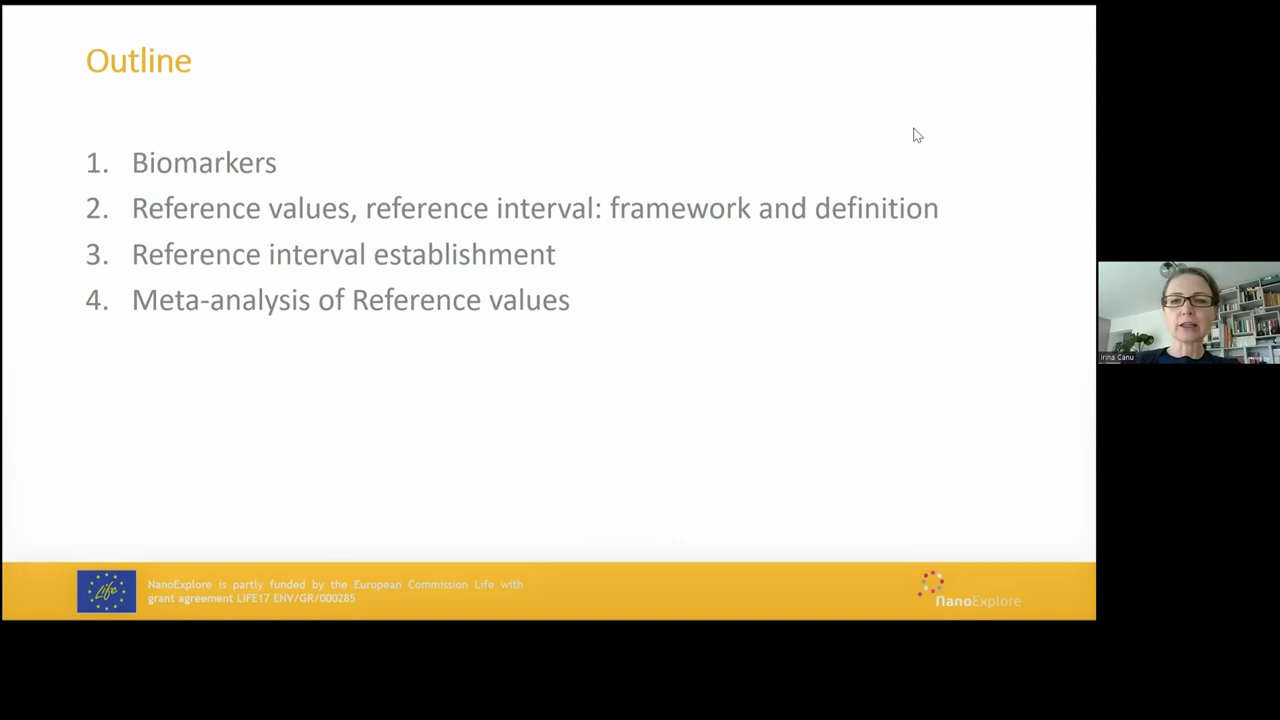 Outline
1. Biomarkers
2. Reference values, reference interval: framework and definition
3. Reference interval establishment
4. Meta-analysis of Reference values
Irina Canu
Life
NanoExplore is partly funded by the European Commission Life with
grant agreement LIFE17 ENV/GR/000285
NanoExplore